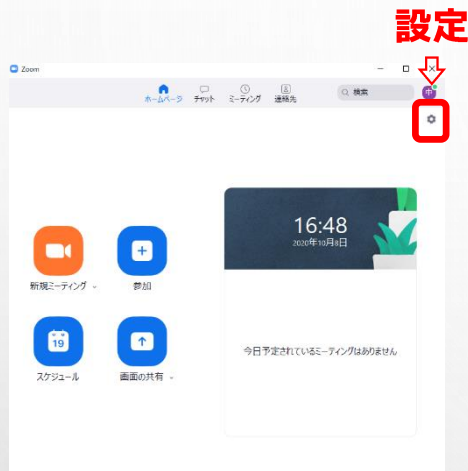 設定
Zoom
ホームページ
チャット
ミーティング
連絡先
検索
中
16:48
2020年10月8日
新規ミーティング
参加
19
スケジュール
画面の共有
今日予定されているミーティングはありません